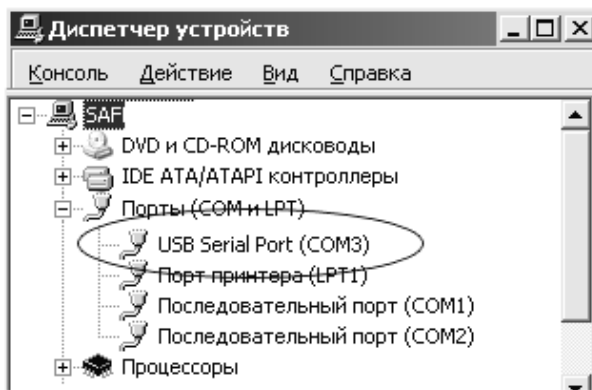 Диспетчер устройств
Консоль Действие Вид Справка
SAF
DVD и CD-ROM дисководы
IDE ATA/ATAPI контроллеры
Порты (COM и LPT)
USB Serial Port (COM3)
Порт принтера (LPT1)
Последовательный порт (COM1)
Последовательный порт (COM2)
Процессоры